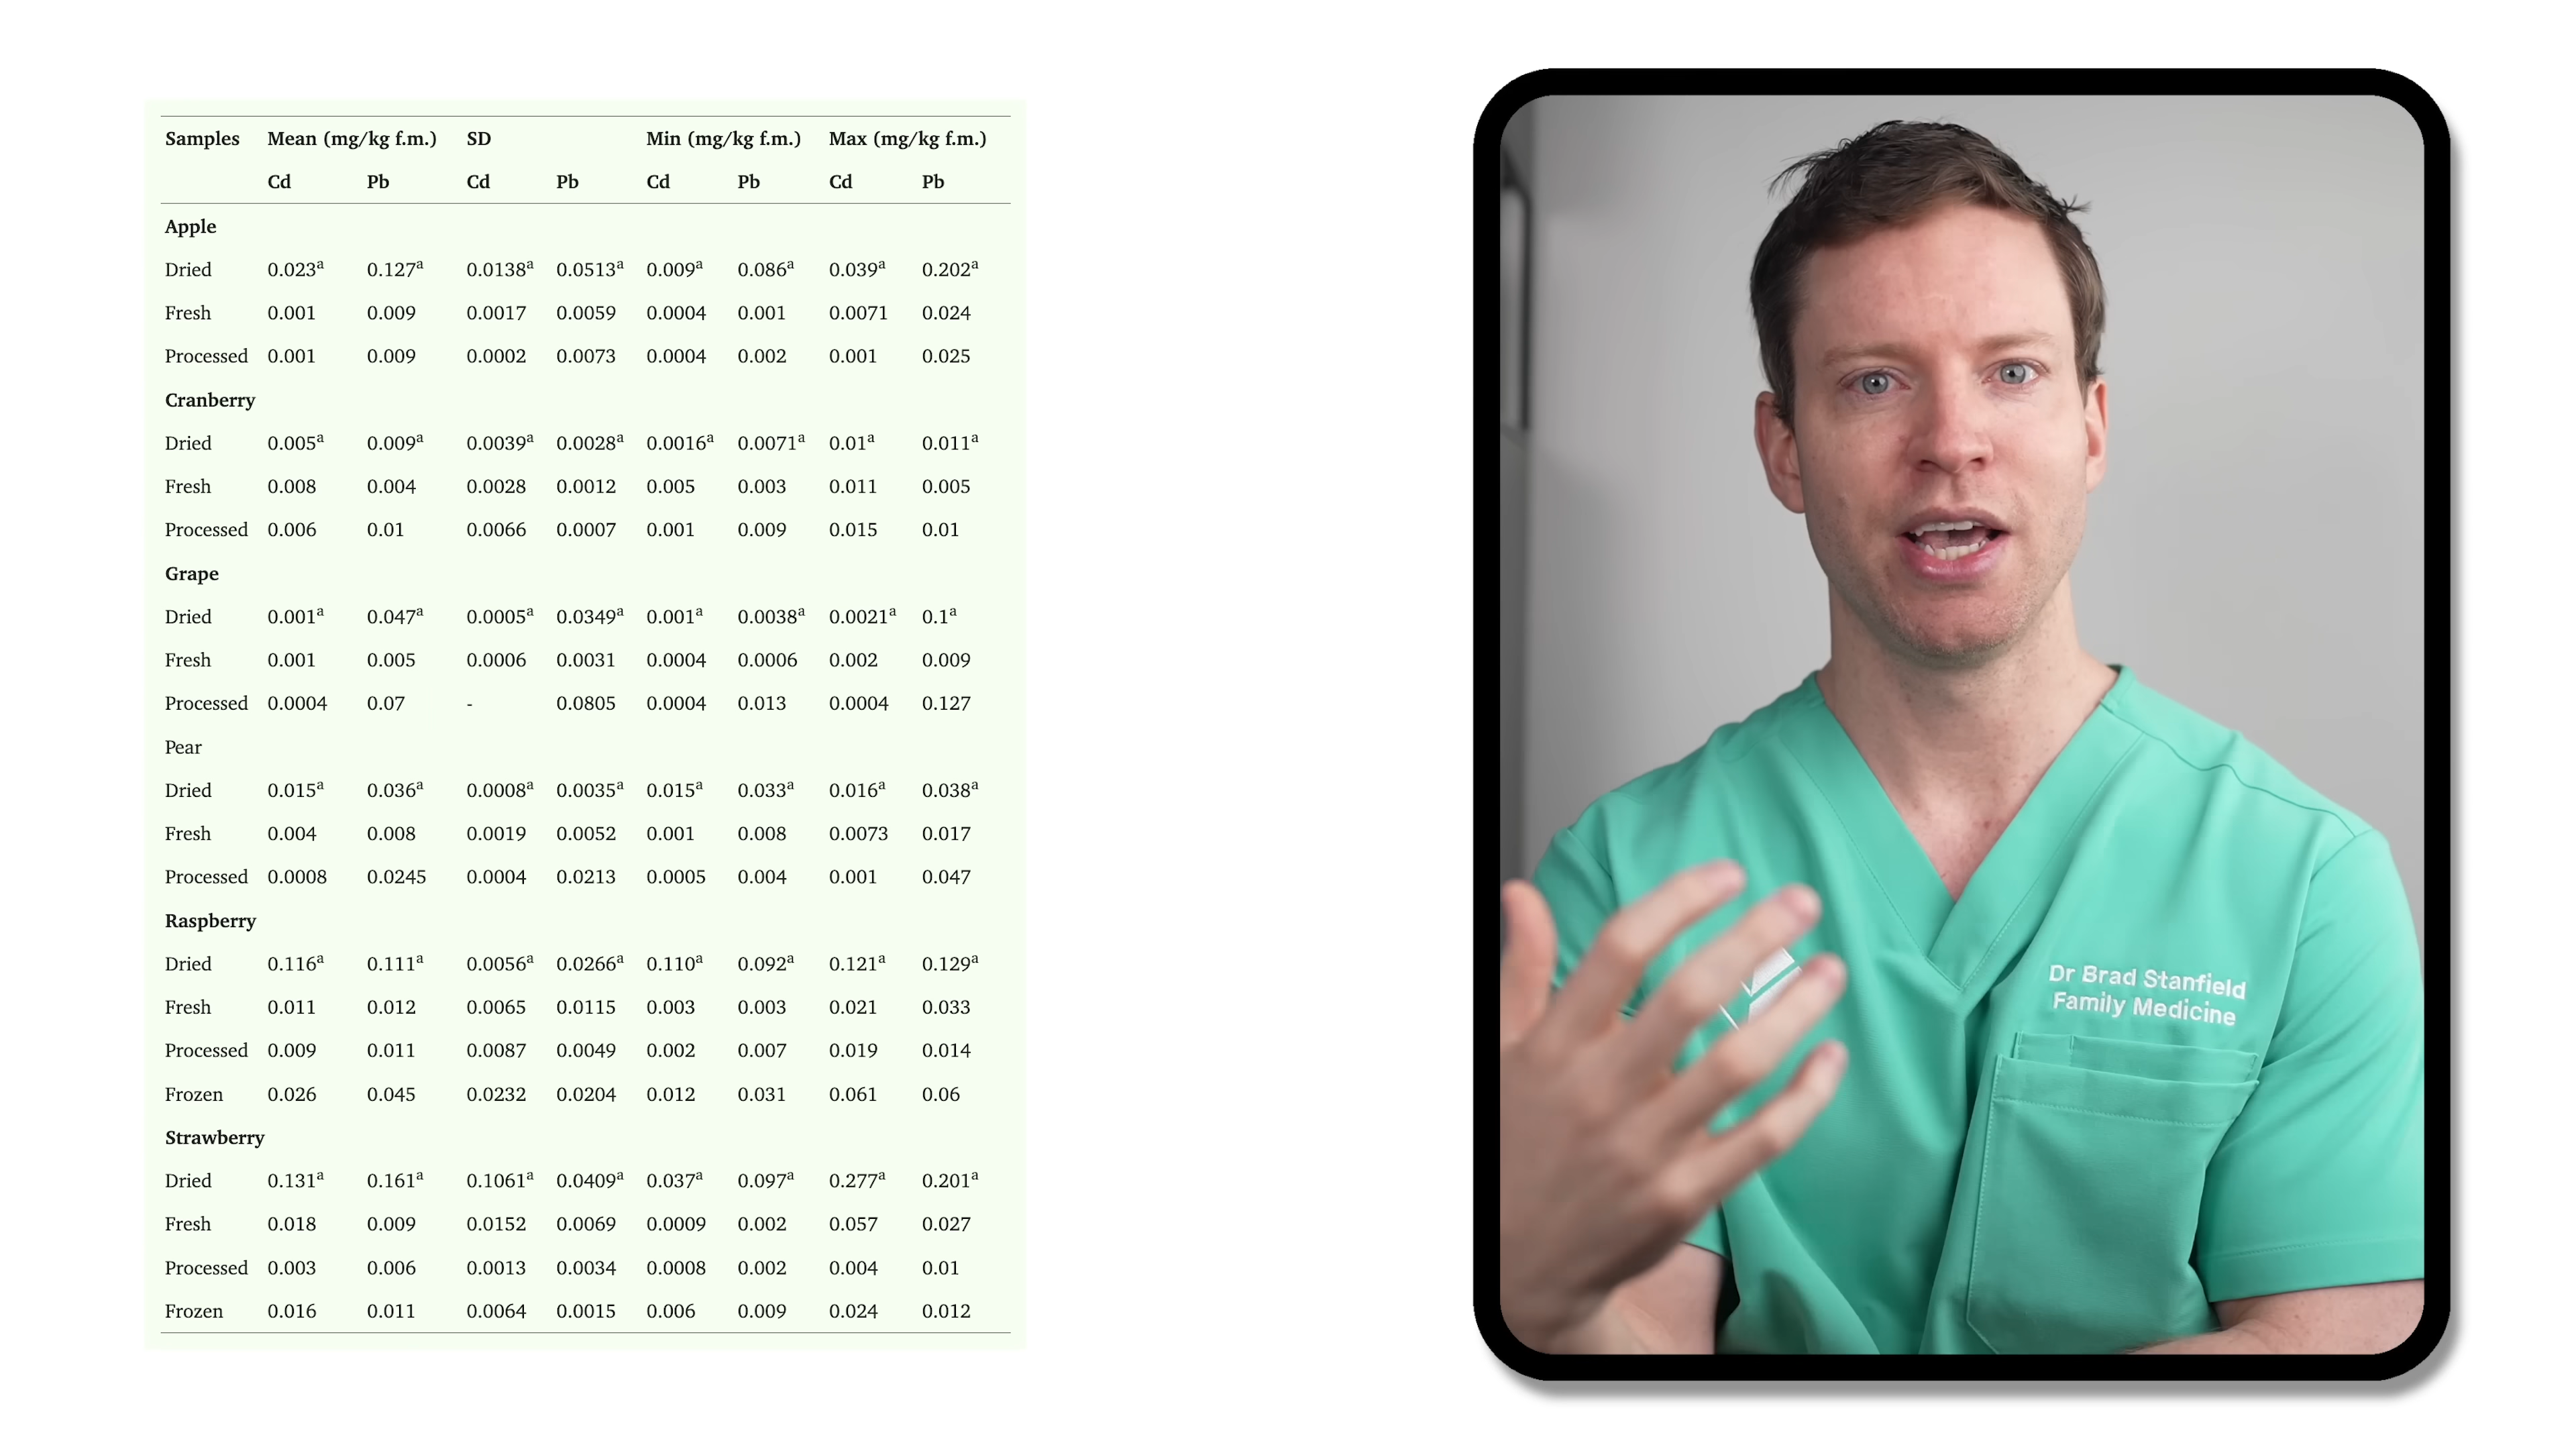 Samples Mean (mg/kg f.m.) SD Min (mg/kg f.m.) Max (mg/kg f.m.)
Cd Pb Cd Pb Cd Pb Cd Pb
Apple
Dried 0.023a 0.127a 0.0138a 0.0513a 0.009a 0.086a 0.039a 0.202a
Fresh 0.001 0.009 0.0017 0.0059 0.0004 0.001 0.0071 0.024
Processed 0.001 0.009 0.0002 0.0073 0.0004 0.002 0.001 0.025
Cranberry
Dried 0.005a 0.009a 0.0039a 0.0028a 0.0016a 0.0071a 0.01a 0.011a
Fresh 0.008 0.004 0.0028 0.0012 0.005 0.003 0.011 0.005
Processed 0.006 0.01 0.0066 0.0007 0.001 0.009 0.015 0.01
Grape
Dried 0.001a 0.047a 0.0005a 0.0349a 0.001a 0.0038a 0.0021a 0.1a
Fresh 0.001 0.005 0.0006 0.0031 0.0004 0.0006 0.002 0.009
Processed 0.0004 0.07 - 0.0805 0.0004 0.013 0.0004 0.127
Pear
Dried 0.015a 0.036a 0.0008a 0.0035a 0.015a 0.033a 0.016a 0.038a
Fresh 0.004 0.008 0.0019 0.0052 0.001 0.008 0.0073 0.017
Processed 0.0008 0.0245 0.0004 0.0213 0.0005 0.004 0.001 0.047
Raspberry
Dried 0.116a 0.111a 0.0056a 0.0266a 0.110a 0.092a 0.121a 0.129a
Fresh 0.011 0.012 0.0065 0.0115 0.003 0.003 0.021 0.033
Processed 0.009 0.011 0.0087 0.0049 0.002 0.007 0.019 0.014
Frozen 0.026 0.045 0.0232 0.0204 0.012 0.031 0.061 0.06
Strawberry
Dried 0.131a 0.161a 0.1061a 0.0409a 0.037a 0.097a 0.277a 0.201a
Fresh 0.018 0.009 0.0152 0.0069 0.0009 0.002 0.057 0.027
Processed 0.003 0.006 0.0013 0.0034 0.0008 0.002 0.004 0.01
Frozen 0.016 0.011 0.0064 0.0015 0.006 0.009 0.024 0.012
Dr Brad Stanfield
Family Medicine